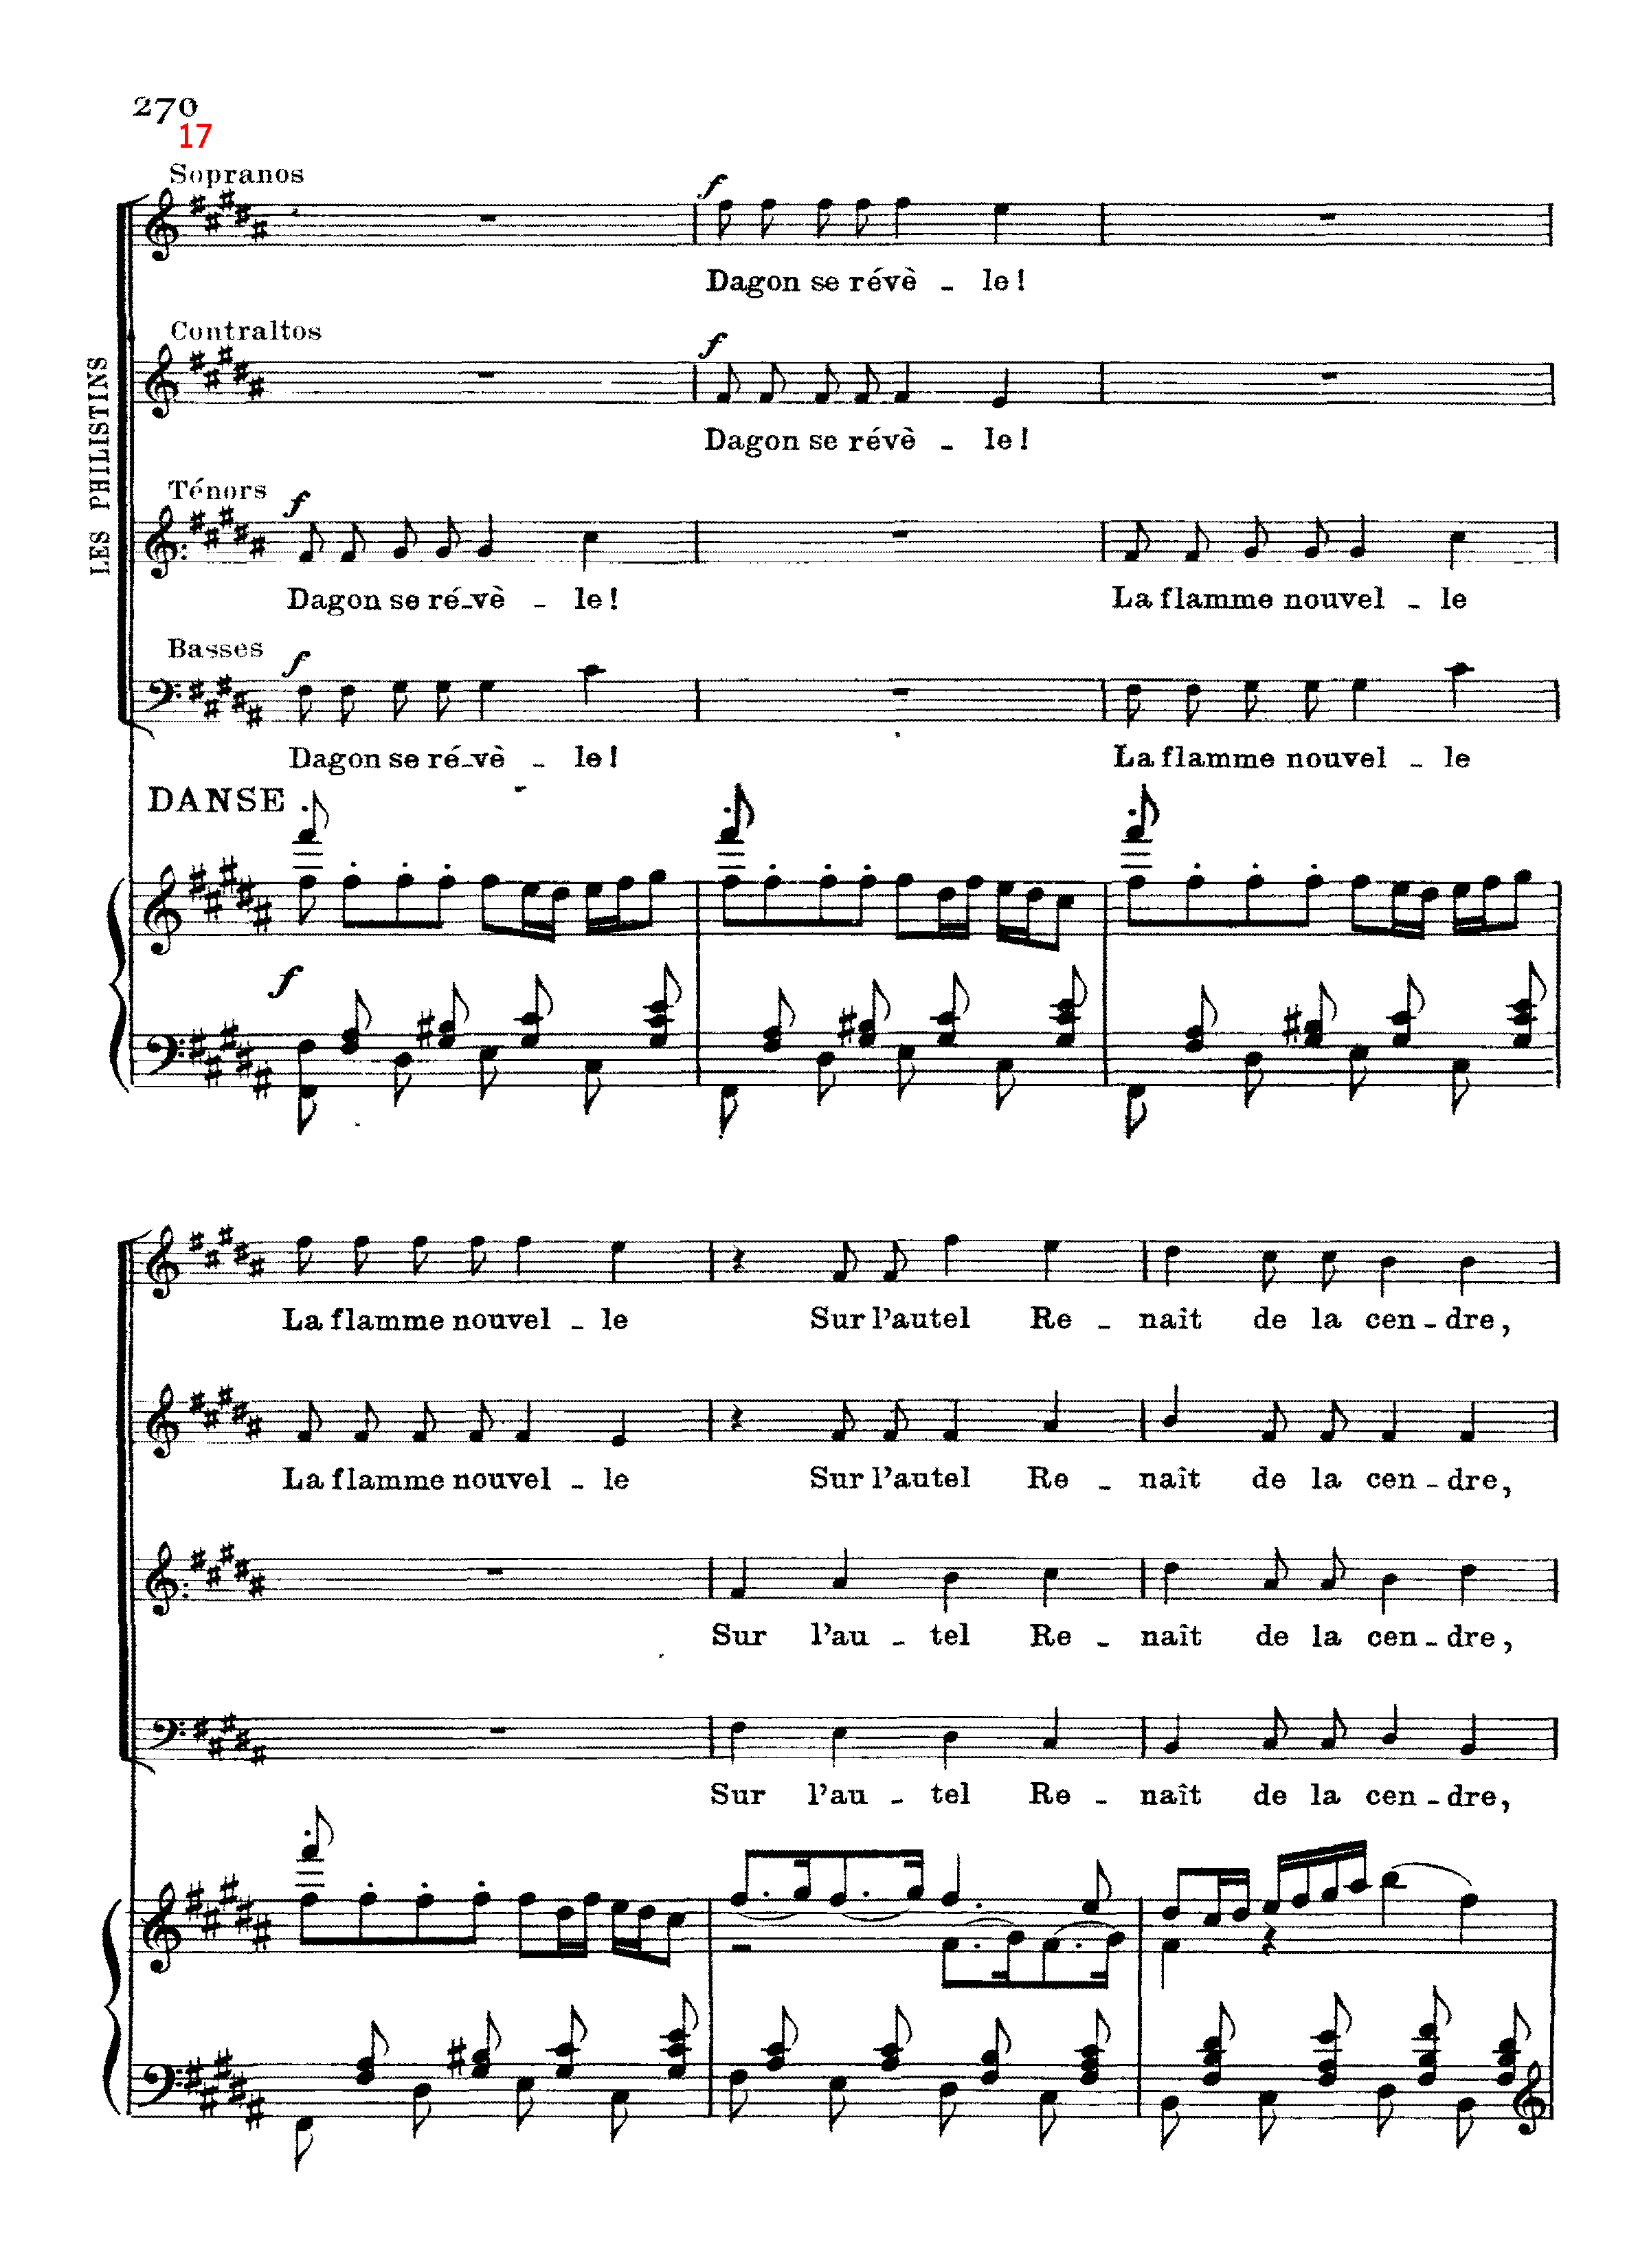 270
17
LES PHILISTINS
Sopranos
f
Dagon se révè - le !
Contraltos
f
Dagon se révè - le !
Ténors
f
Dagon se ré-vè - le ! La flamme nouvel - le
Basses
f
Dagon se ré-vè - le ! La flamme nouvel - le
DANSE
f
La flamme nouvel - le Sur l'autel Re - naît de la cen - dre,
La flamme nouvel - le Sur l'autel Re - naît de la cen - dre,
Sur l'au - tel Re - naît de la cen - dre,
Sur l'au - tel Re - naît de la cen - dre,